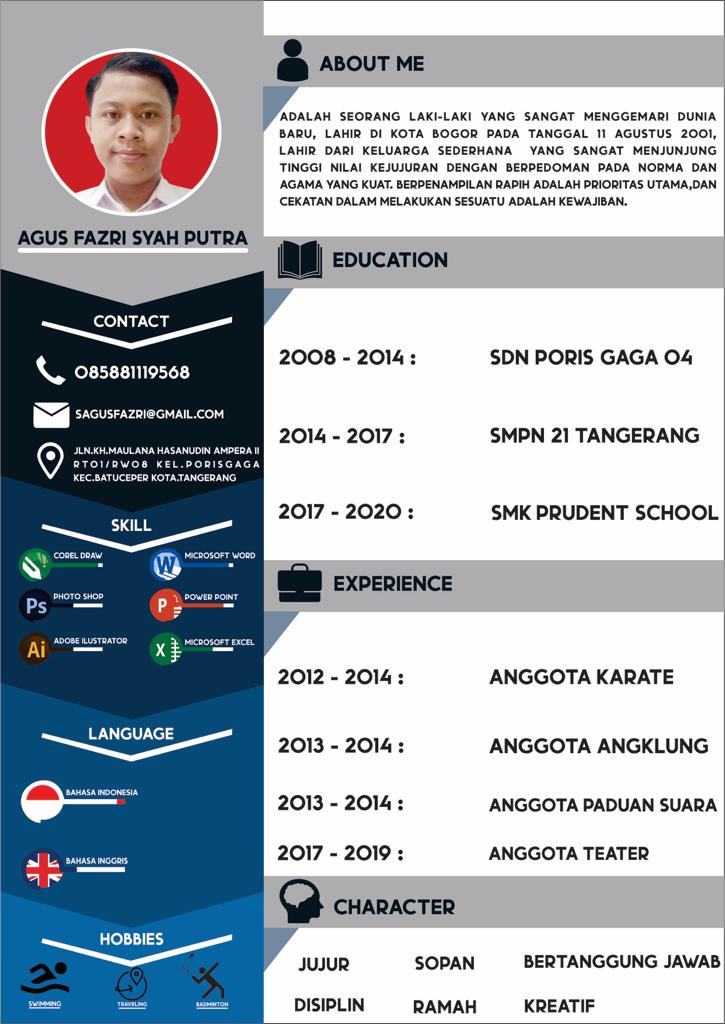 AGUS FAZRI SYAH PUTRA
CONTACT
085881119568
SAGUSFAZRI@GMAIL.COM
JLN.KH.MAULANA HASANUDIN AMPERA II
RT01/RW08 KEL.PORISGAGA
KEC.BATUCEPER KOTA.TANGERANG
SKILL
COREL DRAW
MICROSOFT WORD
W
Ps
PHOTO SHOP
P
POWER POINT
Ai
ADOBE ILUSTRATOR
X
MICROSOFT EXCEL
LANGUAGE
BAHASA INDONESIA
BAHASA INGGRIS
HOBBIES
SWIMMING
TRAVELING
BADMINTON
ABOUT ME
ADALAH SEORANG LAKI-LAKI YANG SANGAT MENGGEMARI DUNIA
BARU, LAHIR DI KOTA BOGOR PADA TANGGAL 11 AGUSTUS 2001,
LAHIR DARI KELUARGA SEDERHANA YANG SANGAT MENJUNJUNG
TINGGI NILAI KEJUJURAN DENGAN BERPEDOMAN PADA NORMA DAN
AGAMA YANG KUAT. BERPENAMPILAN RAPIH ADALAH PRIORITAS UTAMA,DAN
CEKATAN DALAM MELAKUKAN SESUATU ADALAH KEWAJIBAN.
EDUCATION
2008 - 2014 : SDN PORIS GAGA 04
2014 - 2017 : SMPN 21 TANGERANG
2017 - 2020 : SMK PRUDENT SCHOOL
EXPERIENCE
2012 - 2014 : ANGGOTA KARATE
2013 - 2014 : ANGGOTA ANGKLUNG
2013 - 2014 : ANGGOTA PADUAN SUARA
2017 - 2019 : ANGGOTA TEATER
CHARACTER
JUJUR SOPAN BERTANGGUNG JAWAB
DISIPLIN RAMAH KREATIF